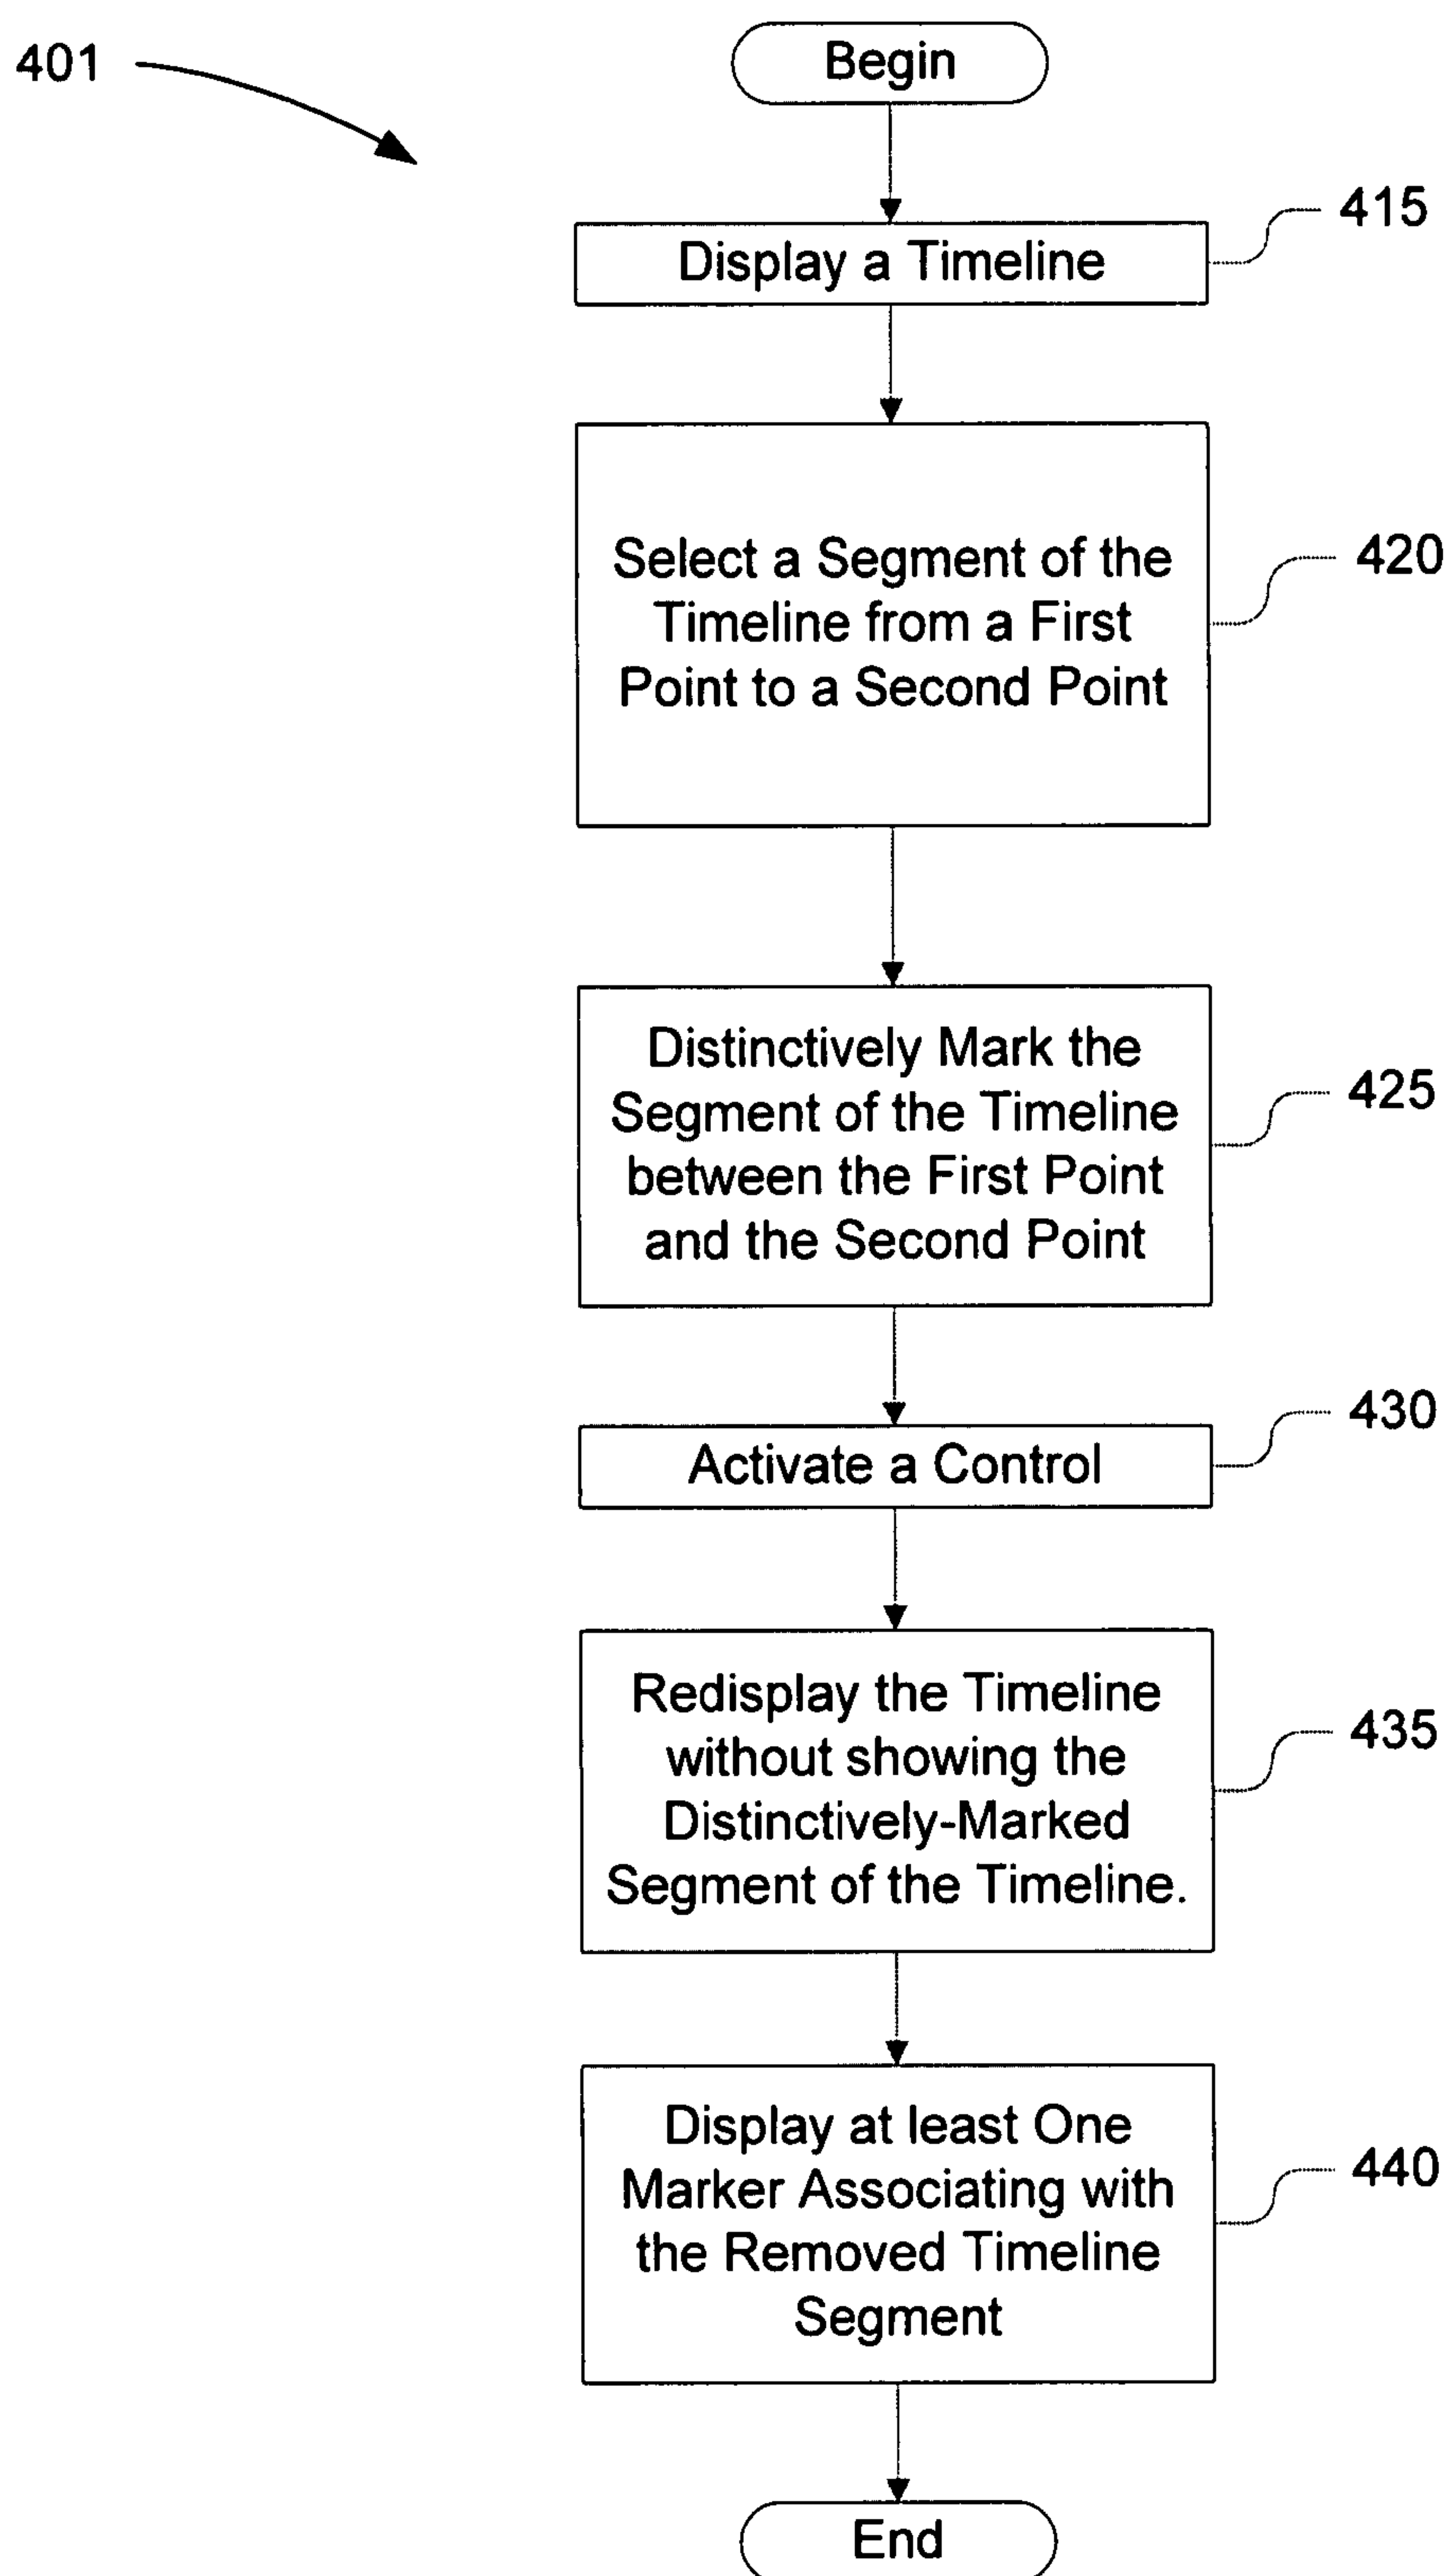 401
Begin
415
Display a Timeline
420
Select a Segment of the
Timeline from a First
Point to a Second Point
425
Distinctively Mark the
Segment of the Timeline
between the First Point
and the Second Point
430
Activate a Control
435
Redisplay the Timeline
without showing the
Distinctively-Marked
Segment of the Timeline.
440
Display at least One
Marker Associating with
the Removed Timeline
Segment
End